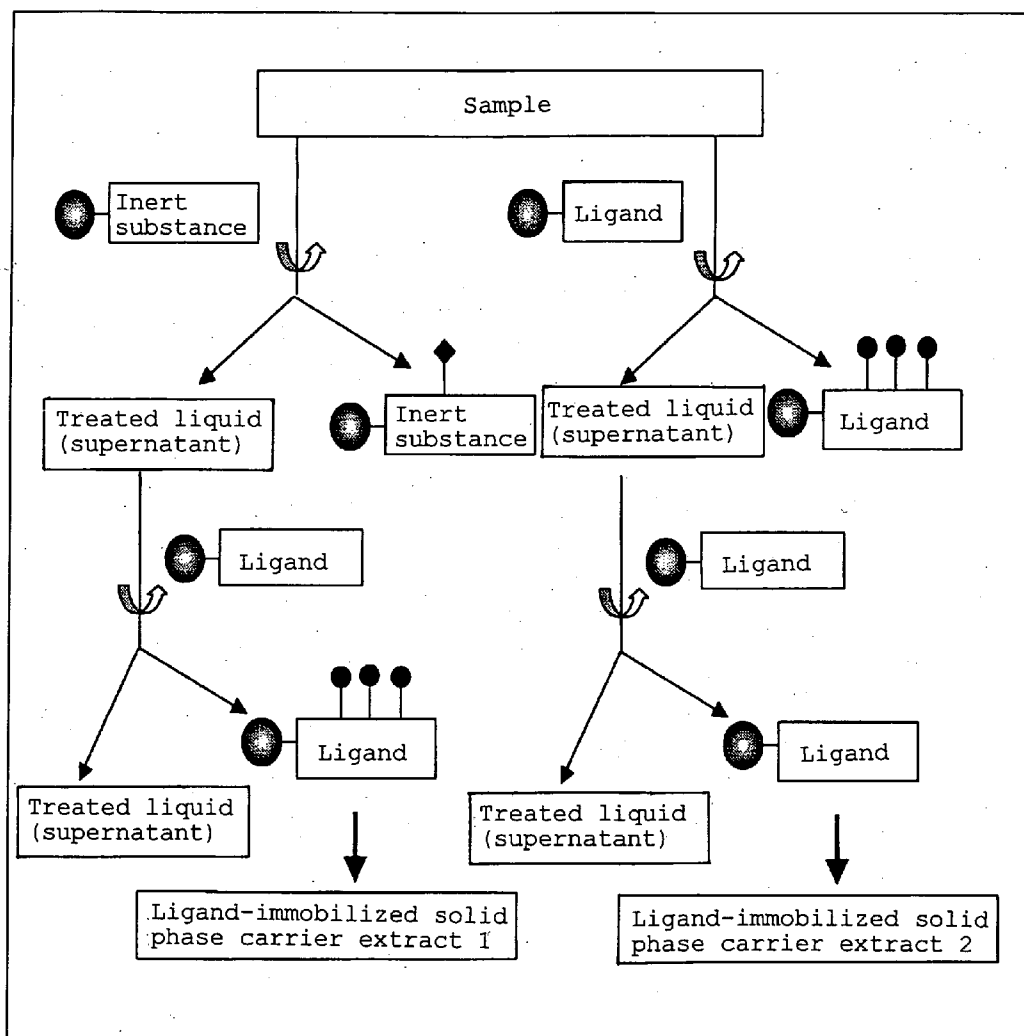 Sample
Inert
substance
Ligand
Treated liquid
(supernatant)
Inert
substance
Treated liquid
(supernatant)
Ligand
Ligand
Ligand
Ligand
Ligand
Treated liquid
(supernatant)
Treated liquid
(supernatant)
Ligand-immobilized solid
phase carrier extract 1
Ligand-immobilized solid
phase carrier extract 2